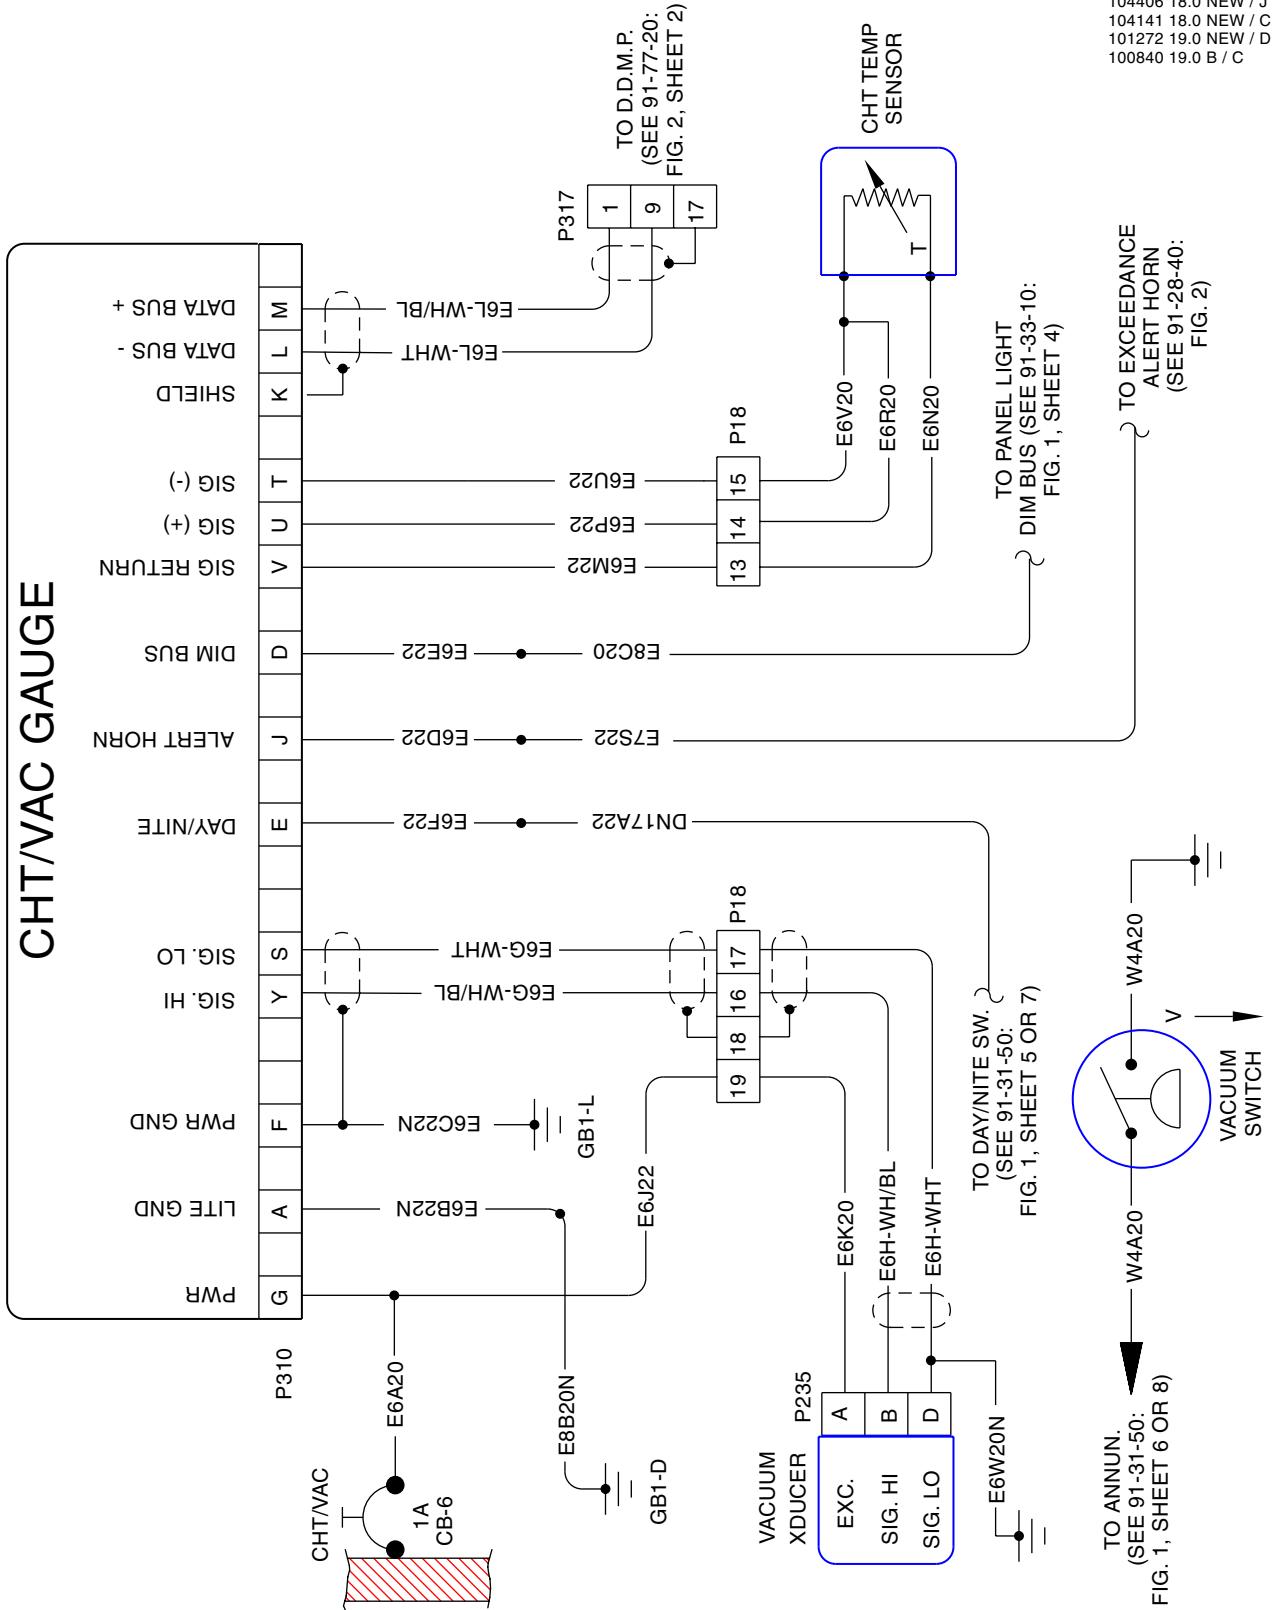 104141 18.0 NEW / C
101272 19.0 NEW / D
100840 19.0 B / C
CHT/VAC GAUGE
DATA BUS +
DATA BUS -
SHIELD
SIG (-)
SIG (+)
SIG RETURN
DIM BUS
ALERT HORN
DAY/NITE
SIG. LO
SIG. HI
PWR GND
LITE GND
PWR
M
L
K
T
U
V
D
J
E
S
Y
F
A
G
P310
E6L-WH/BL
E6L-WHT
P317
1
9
17
TO D.D.M.P.
(SEE 91-77-20:
FIG. 2, SHEET 2)
E6U22
E6P22
E6M22
P18
15
14
13
E6V20
E6R20
E6N20
CHT TEMP
SENSOR
T
E6E22
E8C20
TO PANEL LIGHT
DIM BUS (SEE 91-33-10:
FIG. 1, SHEET 4)
E6D22
E7S22
TO EXCEEDANCE
ALERT HORN
(SEE 91-28-40:
FIG. 2)
E6F22
DN17A22
TO DAY/NITE SW.
(SEE 91-31-50:
FIG. 1, SHEET 5 OR 7)
E6G-WHT
E6G-WH/BL
P18
17
16
18
19
E6C22N
GB1-L
E6B22N
E6J22
E6K20
E6H-WH/BL
E6H-WHT
E6A20
E8B20N
GB1-D
CHT/VAC
1A
CB-6
P235
A
B
D
VACUUM
XDUCER
EXC.
SIG. HI
SIG. LO
E6W20N
W4A20
V
VACUUM
SWITCH
W4A20
TO ANNUN.
(SEE 91-31-50:
FIG. 1, SHEET 6 OR 8)